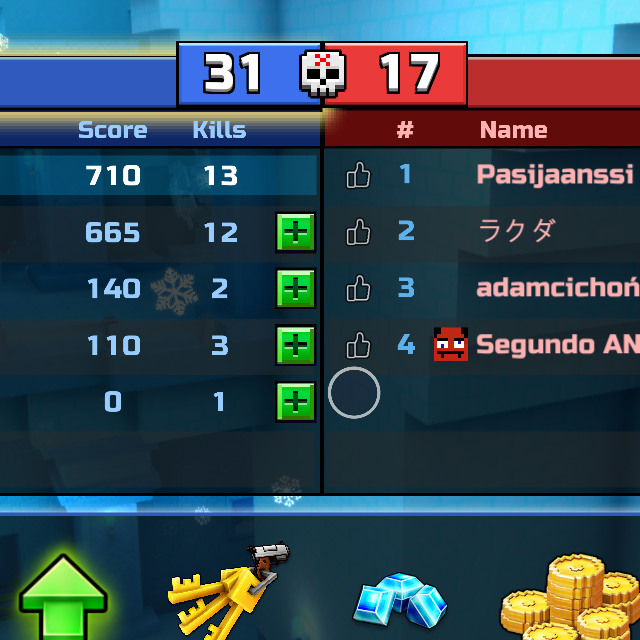 31 17
Score Kills # Name
710 13 1 Pasijaanssi
665 12 2 ラクダ
140 2 3 adamcichoń
110 3 4 Segundo AN
0 1